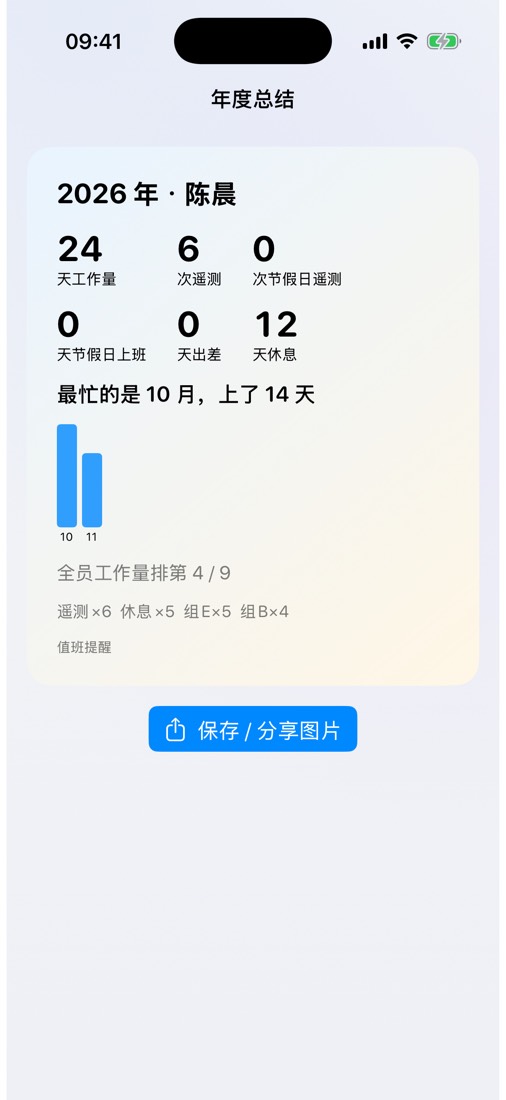 09:41
年度总结
2026 年 · 陈晨
24 6 0
天工作量 次遥测 次节假日遥测
0 0 12
天节假日上班 天出差 天休息
最忙的是 10 月，上了 14 天
10 11
全员工作量排第 4 / 9
遥测×6 休息×5 组E×5 组B×4
值班提醒
保存 / 分享图片